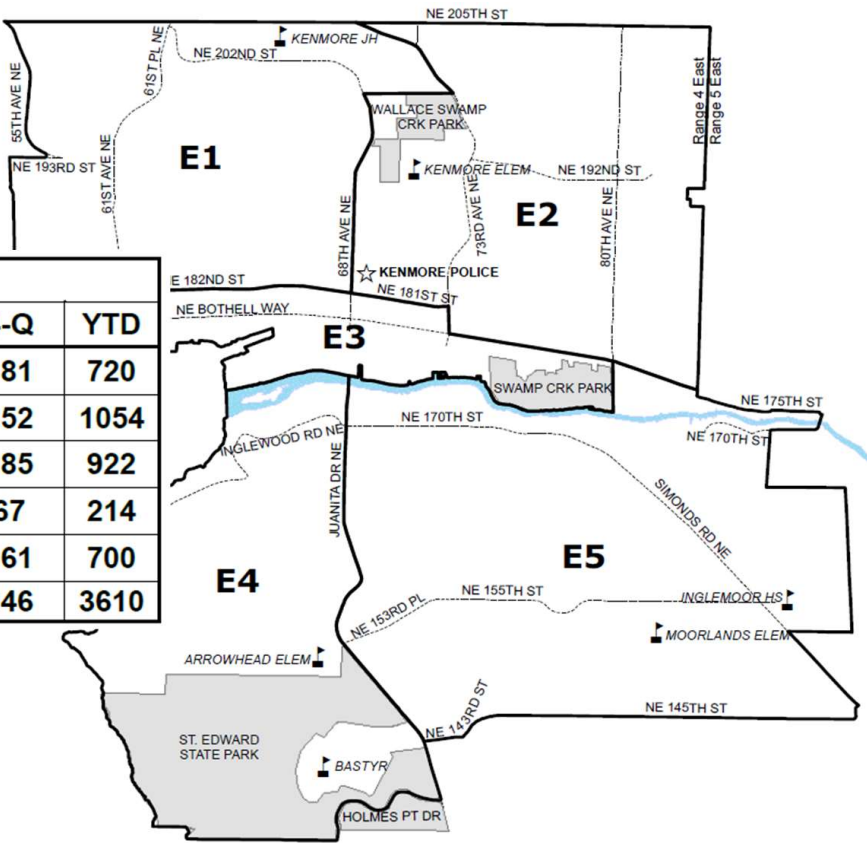 NE 205TH ST
KENMORE JH
NE 202ND ST
61ST PL NE
55TH AVE NE
WALLACE SWAMP
CRK PARK
Range 4 East
Range 5 East
E1
NE 193RD ST
61ST AVE NE
KENMORE ELEM
NE 192ND ST
E2
73RD AVE NE
80TH AVE NE
68TH AVE NE
KENMORE POLICE
E 182ND ST
NE 181ST ST
NE BOTHELL WAY
E3
-Q YTD
81 720
52 1054
85 922
67 214
61 700
46 3610
SWAMP CRK PARK
NE 175TH ST
NE 170TH ST
NE 170TH ST
INGLEWOOD RD NE
JUANITA DR NE
SIMONDS RD NE
E4
E5
NE 155TH ST
INGLEMOOR HS
NE 153RD PL
MOORLANDS ELEM
ARROWHEAD ELEM
NE 145TH ST
NE 143RD ST
ST. EDWARD
STATE PARK
BASTYR
HOLMES PT DR